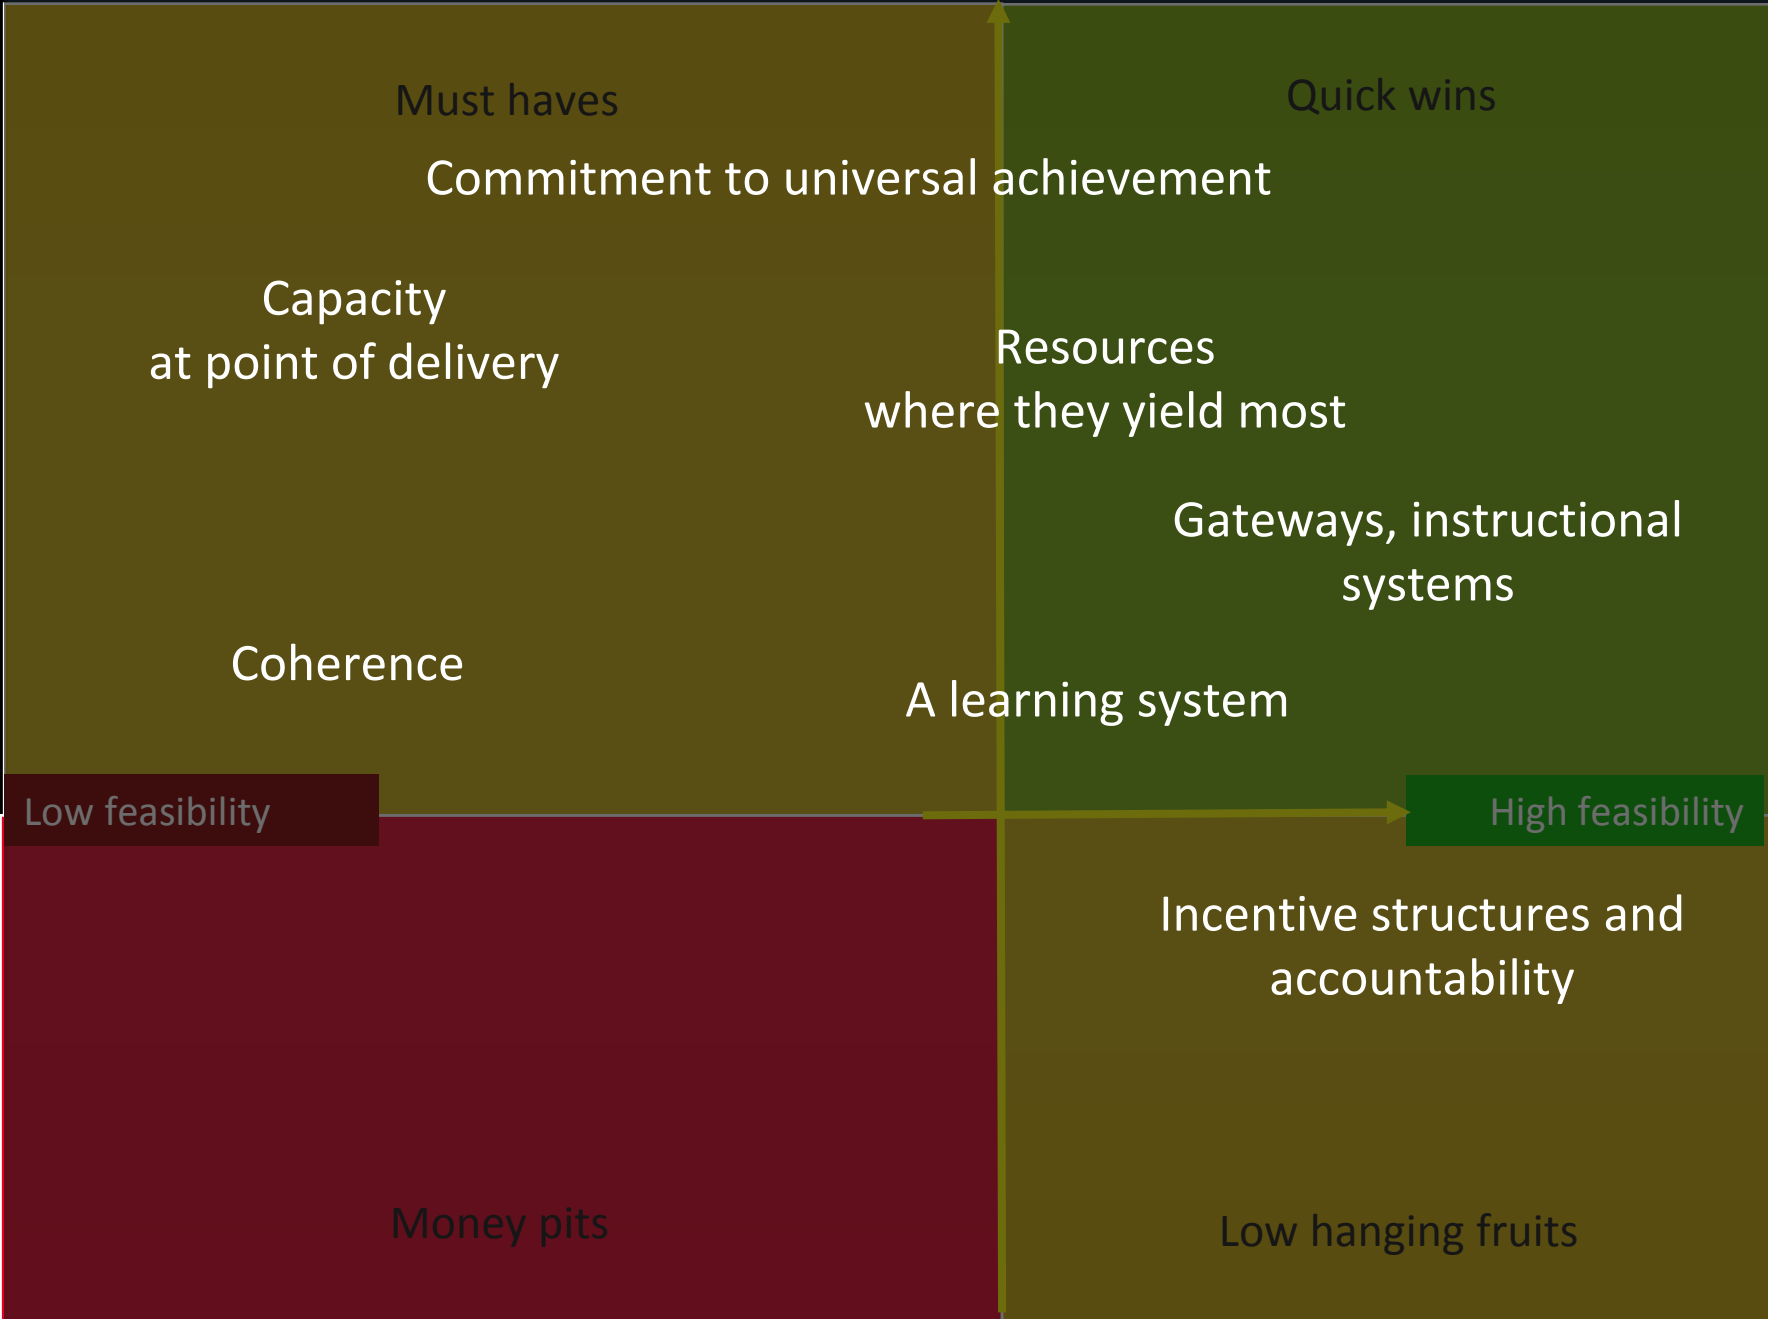 Must haves
Quick wins
Commitment to universal achievement
Capacity
at point of delivery
Resources
where they yield most
Gateways, instructional
systems
Coherence
A learning system
Low feasibility
High feasibility
Incentive structures and
accountability
Money pits
Low hanging fruits